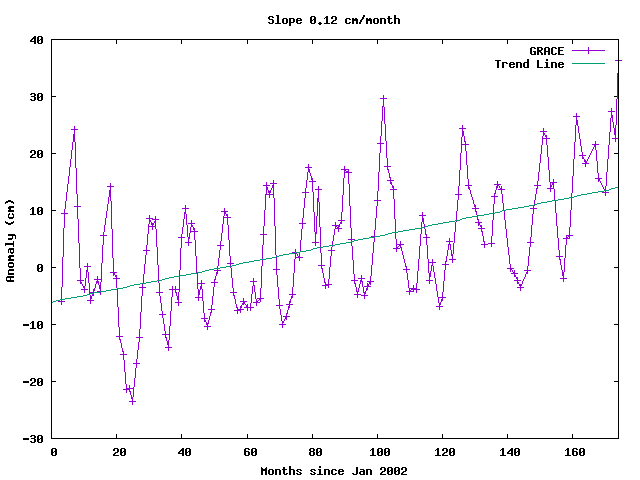 Slope 0.12 cm/month
GRACE
Trend Line
40
30
20
10
0
-10
-20
-30
Anomaly (cm)
0 20 40 60 80 100 120 140 160
Months since Jan 2002